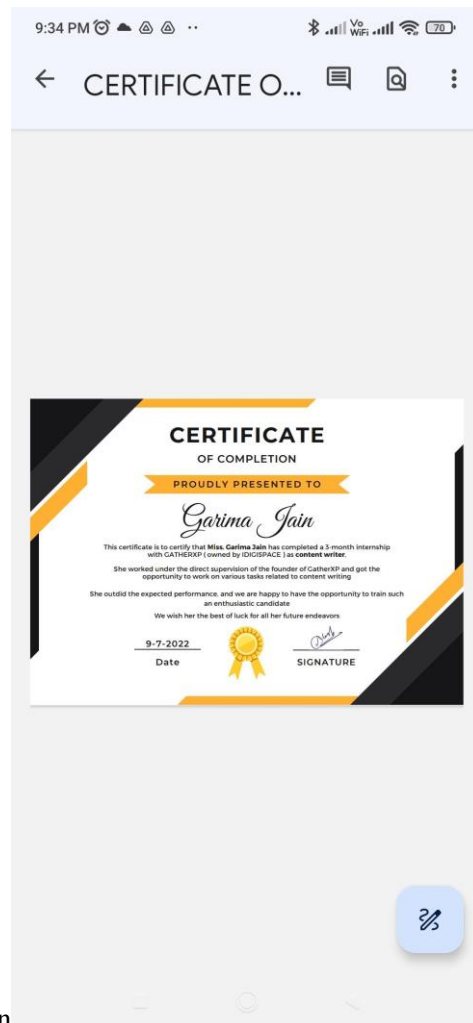 9:34 PM
Vo
WiFi
70
CERTIFICATE O...
CERTIFICATE
OF COMPLETION
PROUDLY PRESENTED TO
Garima Jain
This certificate is to certify that Miss. Garima Jain has completed a 3-month internship
with GATHERXP ( owned by IDIGISPACE ) as content writer.
She worked under the direct supervision of the founder of GatherXP and got the
opportunity to work on various tasks related to content writing
She outdid the expected performance, and we are happy to have the opportunity to train such
an enthusiastic candidate
We wish her the best of luck for all her future endeavors
9-7-2022
Date
SIGNATURE
n